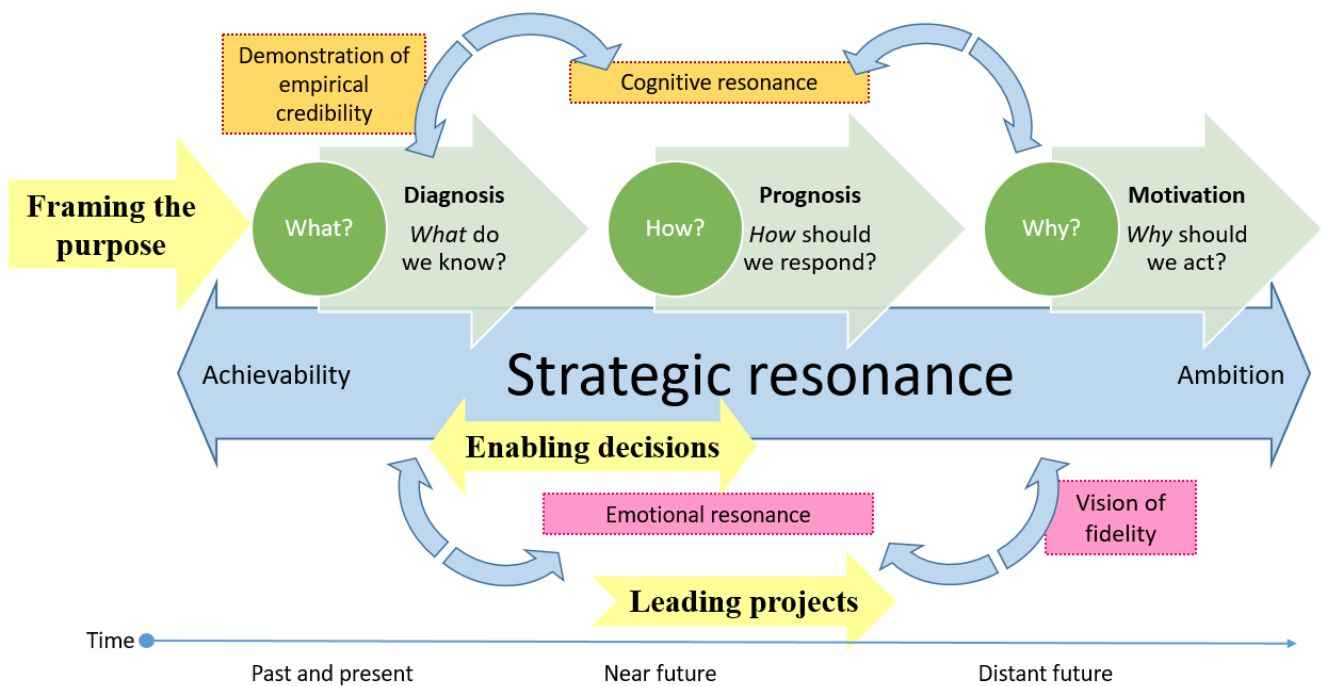 Demonstration of
empirical
credibility
Cognitive resonance
Framing the
purpose
What?
Diagnosis
What do
we know?
How?
Prognosis
How should
we respond?
Why?
Motivation
Why should
we act?
Achievability
Strategic resonance
Ambition
Enabling decisions
Emotional resonance
Vision of
fidelity
Leading projects
Time
Past and present
Near future
Distant future